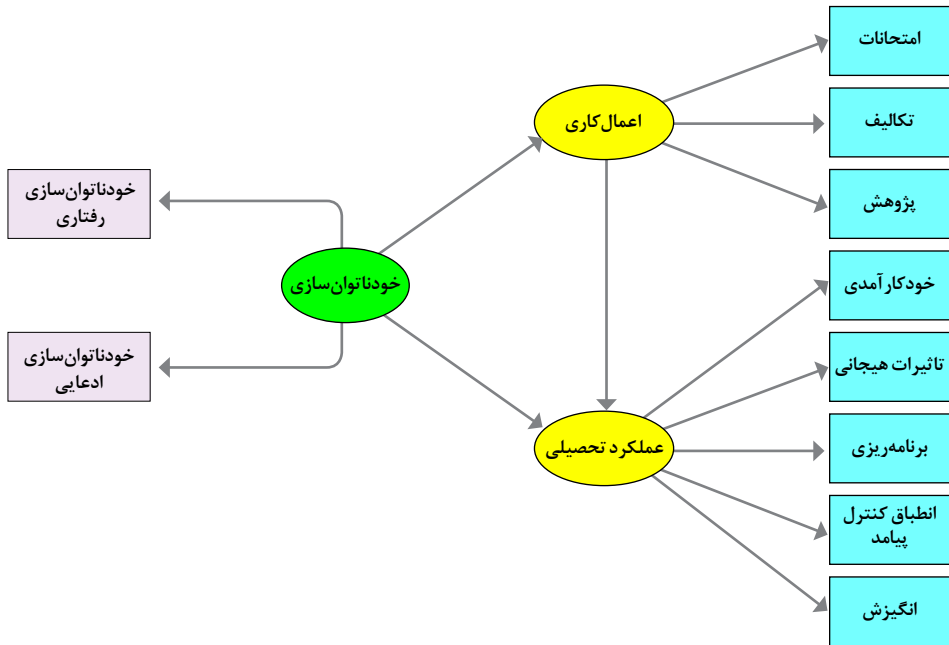 امتحانات
تکالیف
پژوهش
خودکارآمدی
تاثیرات هیجانی
برنامه‌ریزی
انطباق کنترل
پیامد
انگیزش
اعمال‌کاری
عملکرد تحصیلی
خودناتوان‌سازی
خودناتوان‌سازی
رفتاری
خودناتوان‌سازی
ادعایی